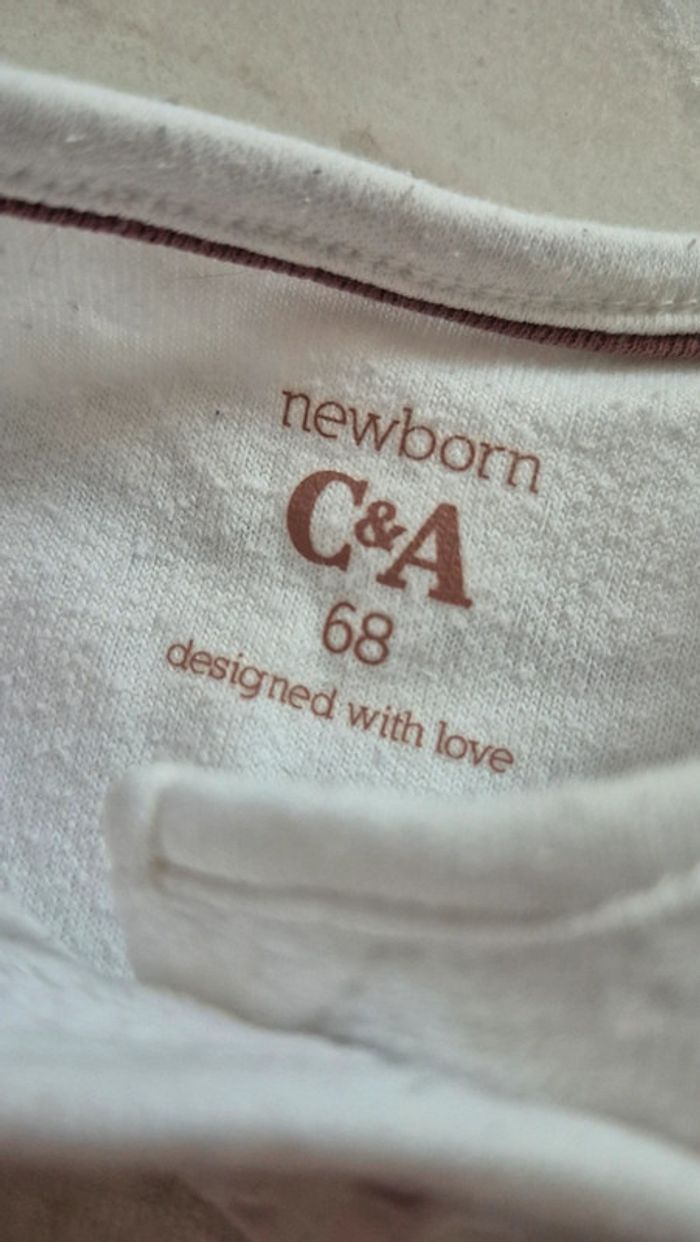 newborn
C&A
68
designed with love